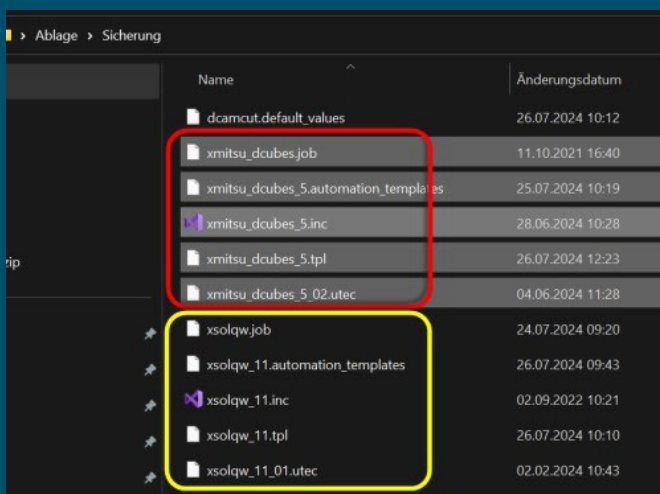 › Ablage › Sicherung
Name Änderungsdatum
dcamcut.default_values 26.07.2024 10:12
xmitsu_dcubes.job 11.10.2021 16:40
xmitsu_dcubes_5.automation_templates 25.07.2024 10:19
xmitsu_dcubes_5.inc 28.06.2024 10:28
zip xmitsu_dcubes_5.tpl 26.07.2024 12:23
xmitsu_dcubes_5_02.utec 04.06.2024 11:28
xsolqw.job 24.07.2024 09:20
xsolqw_11.automation_templates 26.07.2024 09:43
xsolqw_11.inc 02.09.2022 10:21
xsolqw_11.tpl 26.07.2024 10:10
xsolqw_11_01.utec 02.02.2024 10:43